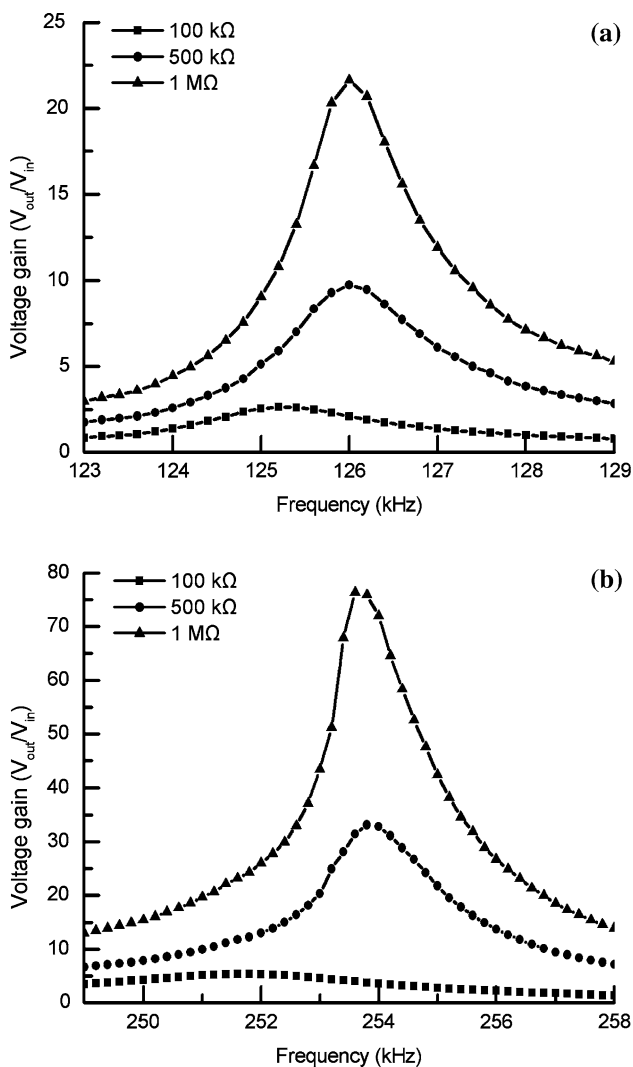 (a)
100 kΩ
500 kΩ
1 MΩ
25
20
15
10
5
0
Voltage gain (Vout/Vin)
123 124 125 126 127 128 129
Frequency (kHz)
(b)
100 kΩ
500 kΩ
1 MΩ
80
70
60
50
40
30
20
10
0
Voltage gain (Vout/Vin)
250 252 254 256 258
Frequency (kHz)